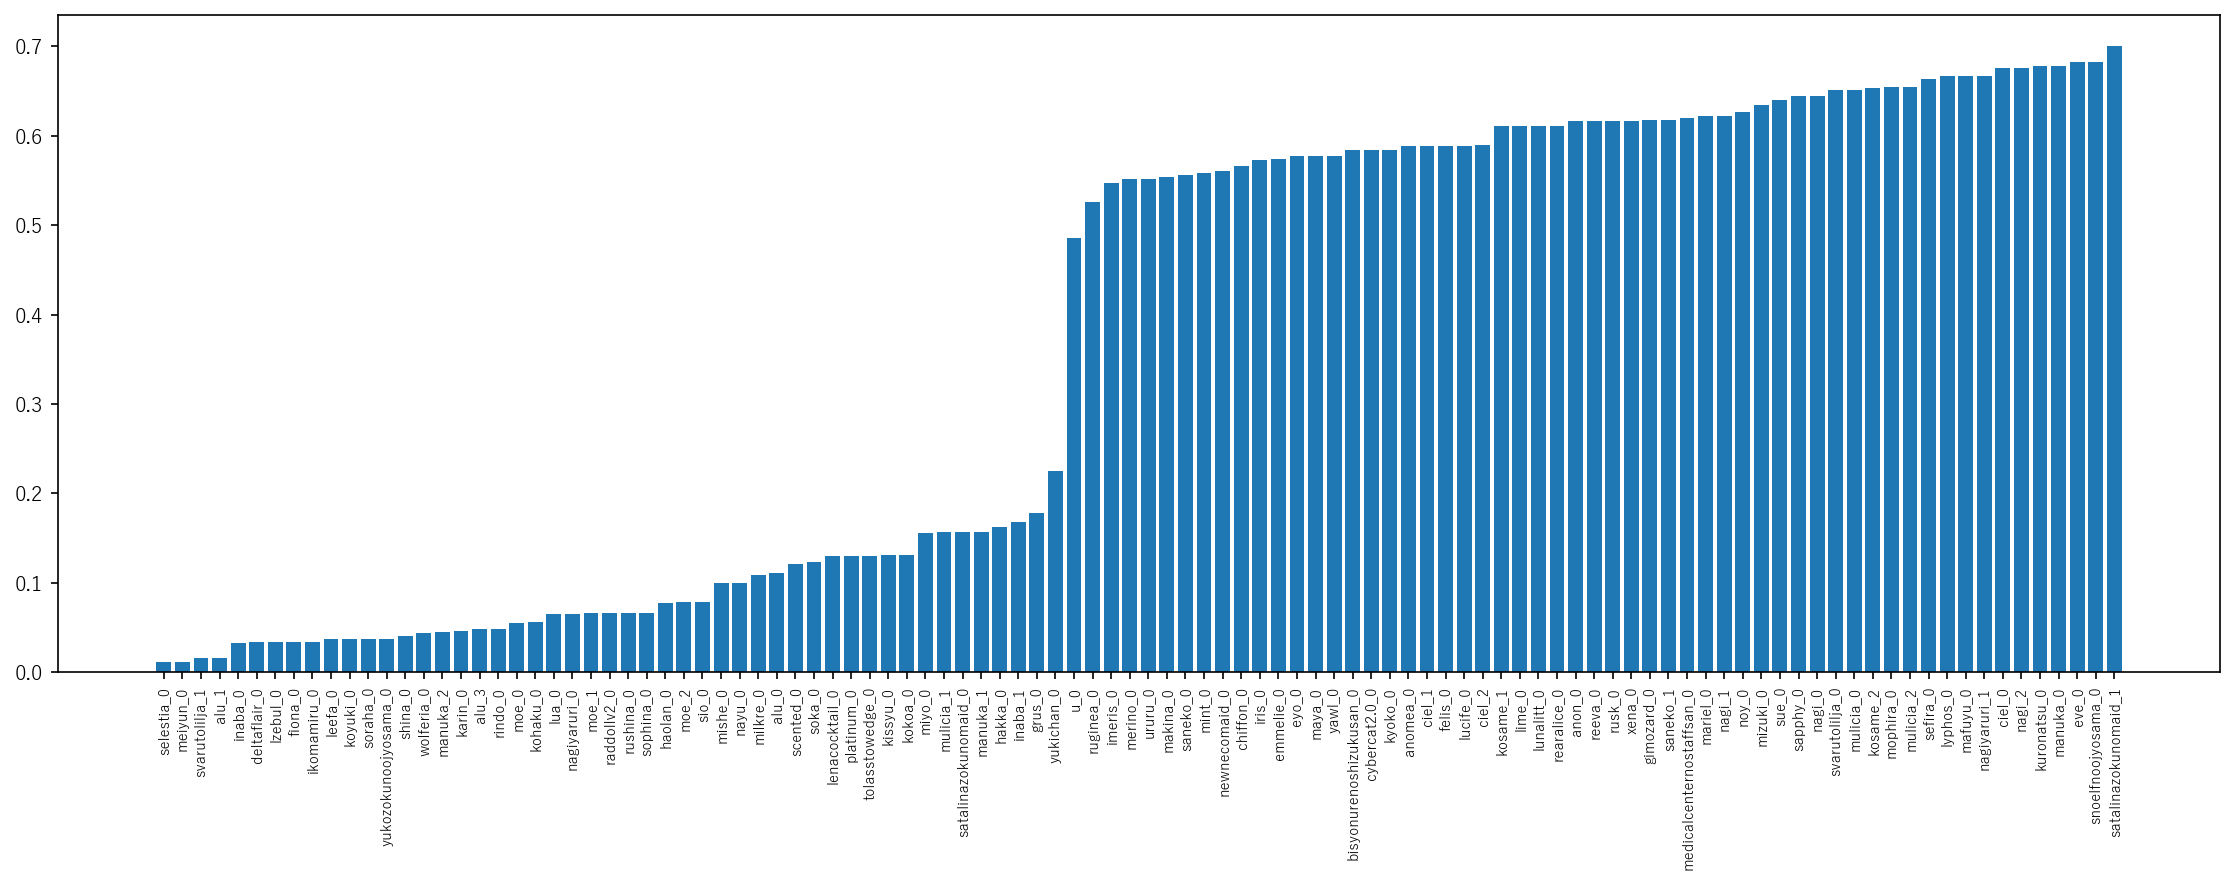 0.7
0.6
0.5
0.4
0.3
0.2
0.1
0.0
selestia_0
meiyun_0
svarutolilja_1
alu_1
inaba_0
deltaflair_0
Izebul_0
fiona_0
ikomamiru_0
leefa_0
koyuki_0
soraha_0
yukozokunoojyosama_0
shina_0
wolferia_0
manuka_2
karin_0
alu_3
rindo_0
moe_0
kohaku_0
lua_0
nagiyaruri_0
moe_1
raddollv2_0
rushina_0
sophina_0
haolan_0
moe_2
sio_0
mishe_0
nayu_0
milkre_0
alu_0
scented_0
soka_0
lenacocktail_0
platinum_0
tolasstowedge_0
kissyu_0
kokoa_0
miyo_0
mulicia_1
satalinazokunomaid_0
manuka_1
hakka_0
inaba_1
grus_0
yukichan_0
u_0
ruginea_0
imeris_0
merino_0
ururu_0
makina_0
saneko_0
mint_0
newnecomaid_0
chiffon_0
iris_0
emmelie_0
eyo_0
maya_0
yawl_0
bisyonurenoshizukusan_0
cybercat2.0_0
kyoko_0
anomea_0
ciel_1
felis_0
lucife_0
ciel_2
kosame_1
lime_0
lunalitt_0
rearalice_0
anon_0
reeva_0
rusk_0
xena_0
gimozard_0
saneko_1
medicalcenternostaffsan_0
mariel_0
nagi_1
noy_0
mizuki_0
sue_0
sapphy_0
nagi_0
svarutolilja_0
mulicia_0
kosame_2
mophira_0
mulicia_2
sefira_0
lyphos_0
mafuyu_0
nagiyaruri_1
ciel_0
nagi_2
kuronatsu_0
manuka_0
eve_0
snoelfnoojyosama_0
satalinazokunomaid_1